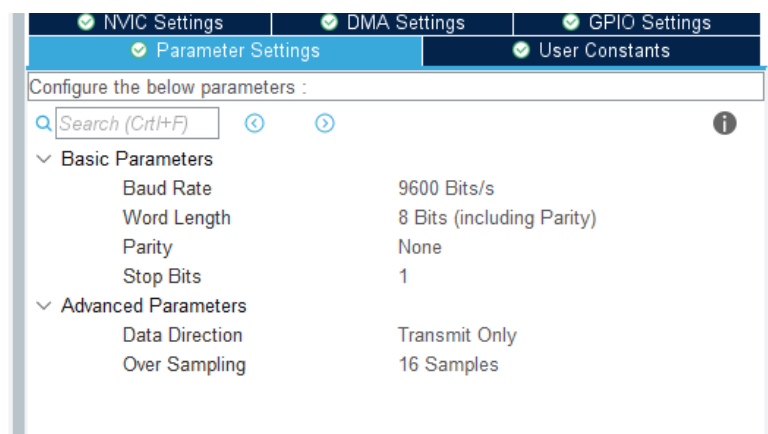 NVIC Settings DMA Settings GPIO Settings
Parameter Settings User Constants
Configure the below parameters :
Search (Crtl+F)
Basic Parameters
Baud Rate 9600 Bits/s
Word Length 8 Bits (including Parity)
Parity None
Stop Bits 1
Advanced Parameters
Data Direction Transmit Only
Over Sampling 16 Samples